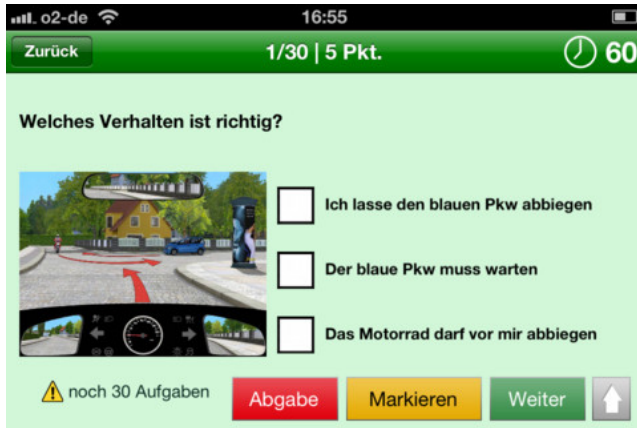 o2-de 16:55
Zurück 1/30 | 5 Pkt. 60
Welches Verhalten ist richtig?
Ich lasse den blauen Pkw abbiegen
Der blaue Pkw muss warten
Das Motorrad darf vor mir abbiegen
noch 30 Aufgaben Abgabe Markieren Weiter